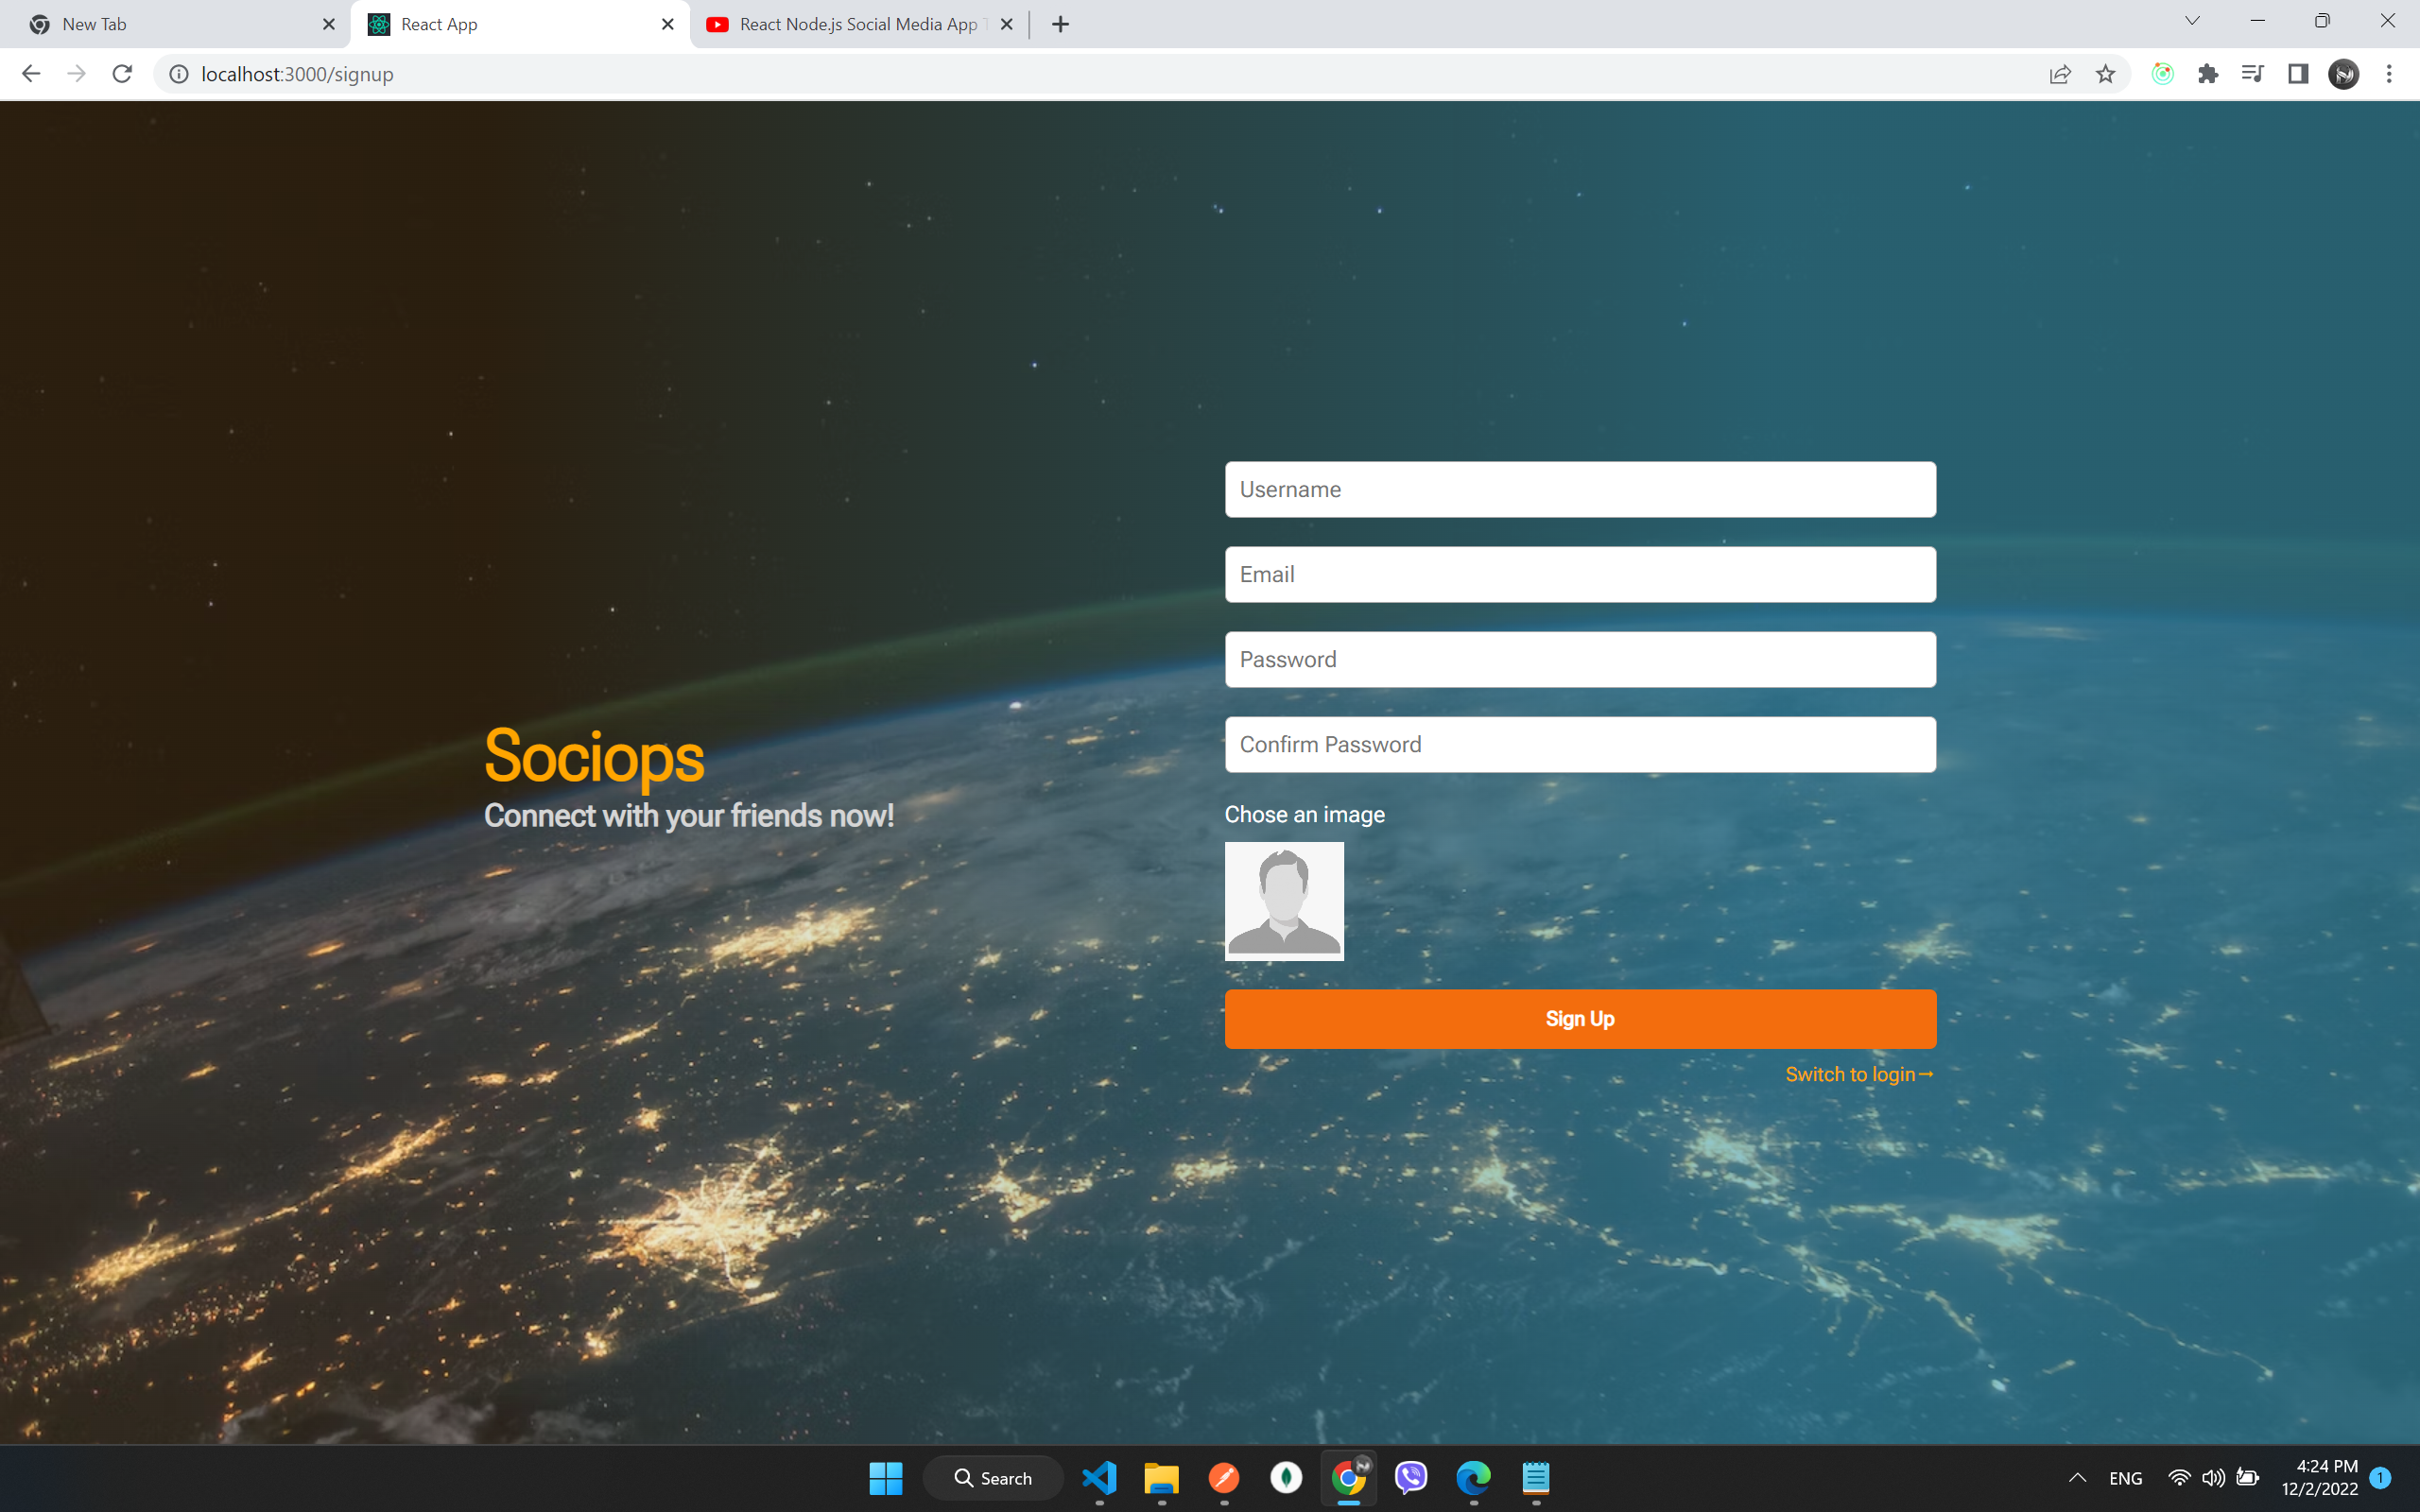 New Tab
React App
React Node.js Social Media App
localhost:3000/signup
Username
Email
Password
Confirm Password
Sociops
Connect with your friends now!
Chose an image
Sign Up
Switch to login→
Search
ENG
4:24 PM
12/2/2022
1